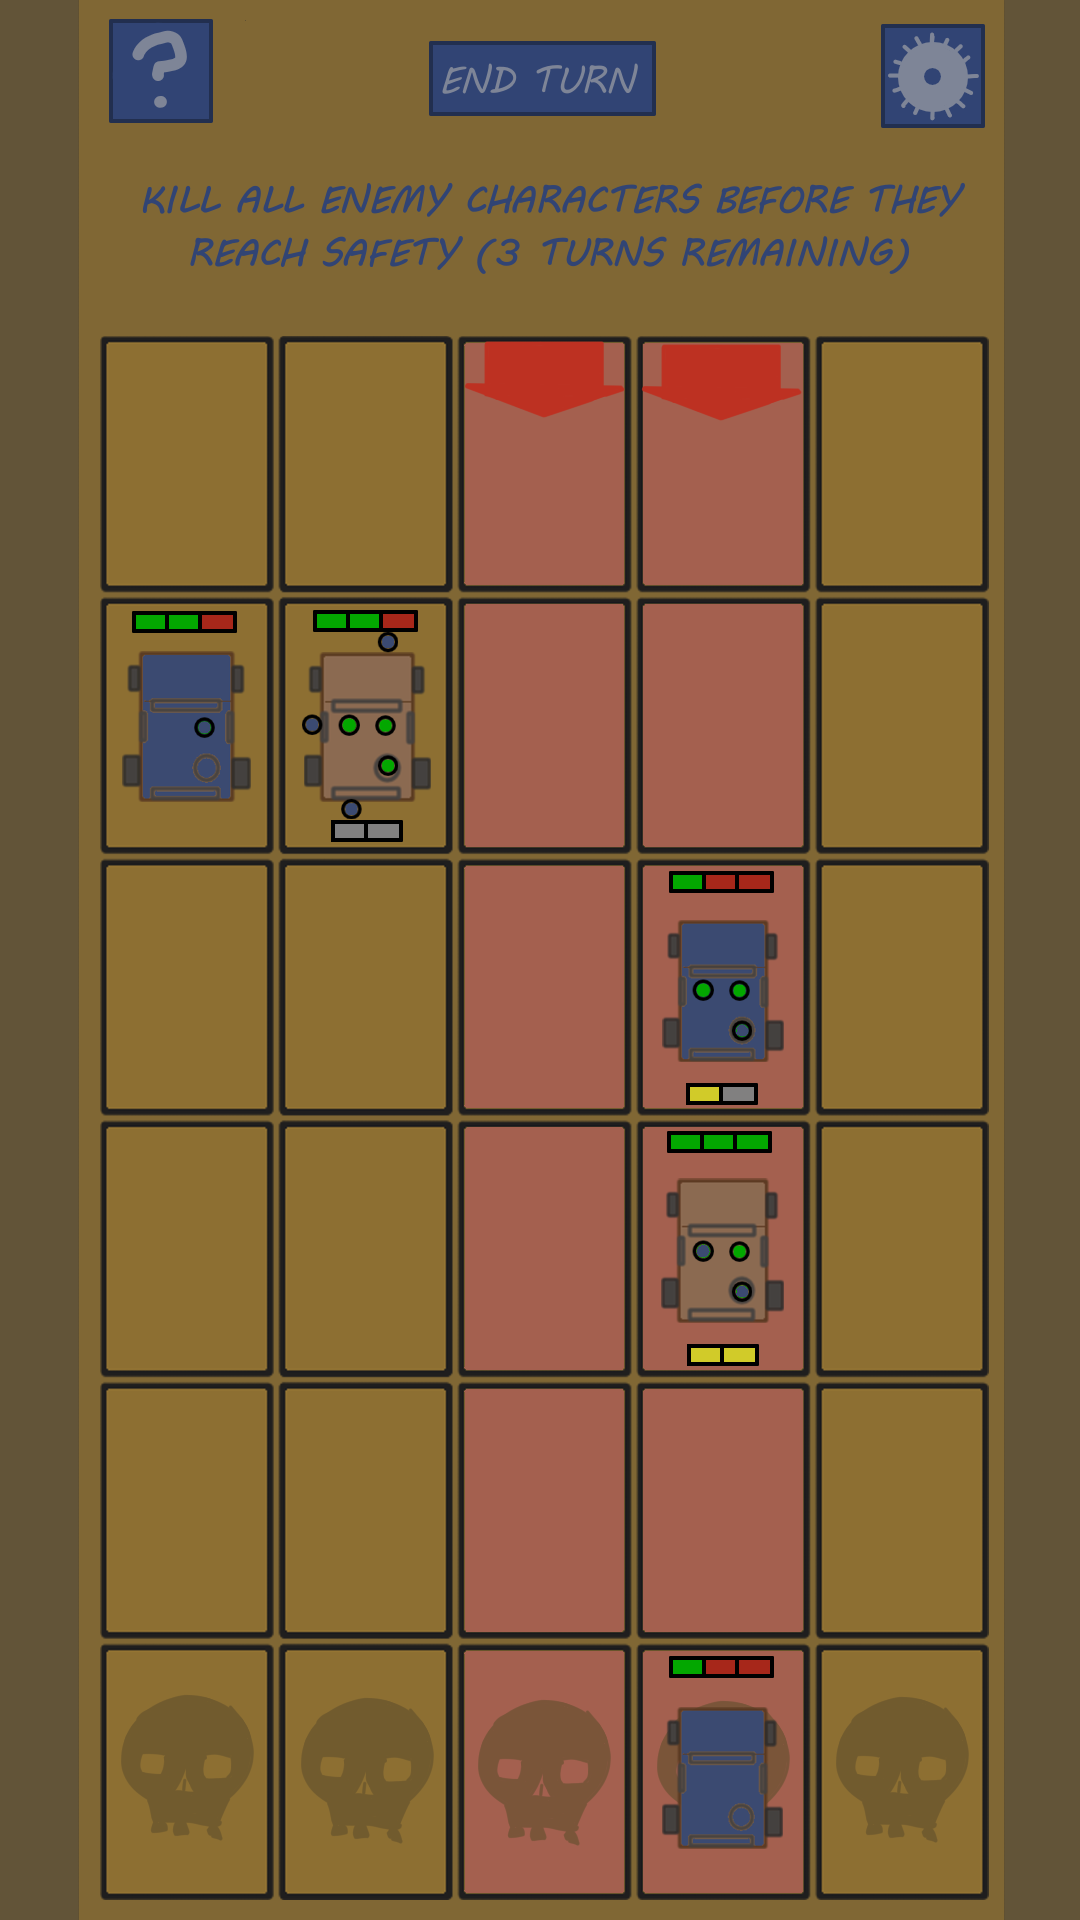 ?
END TURN
KILL ALL ENEMY CHARACTERS BEFORE THEY
REACH SAFETY (3 TURNS REMAINING)